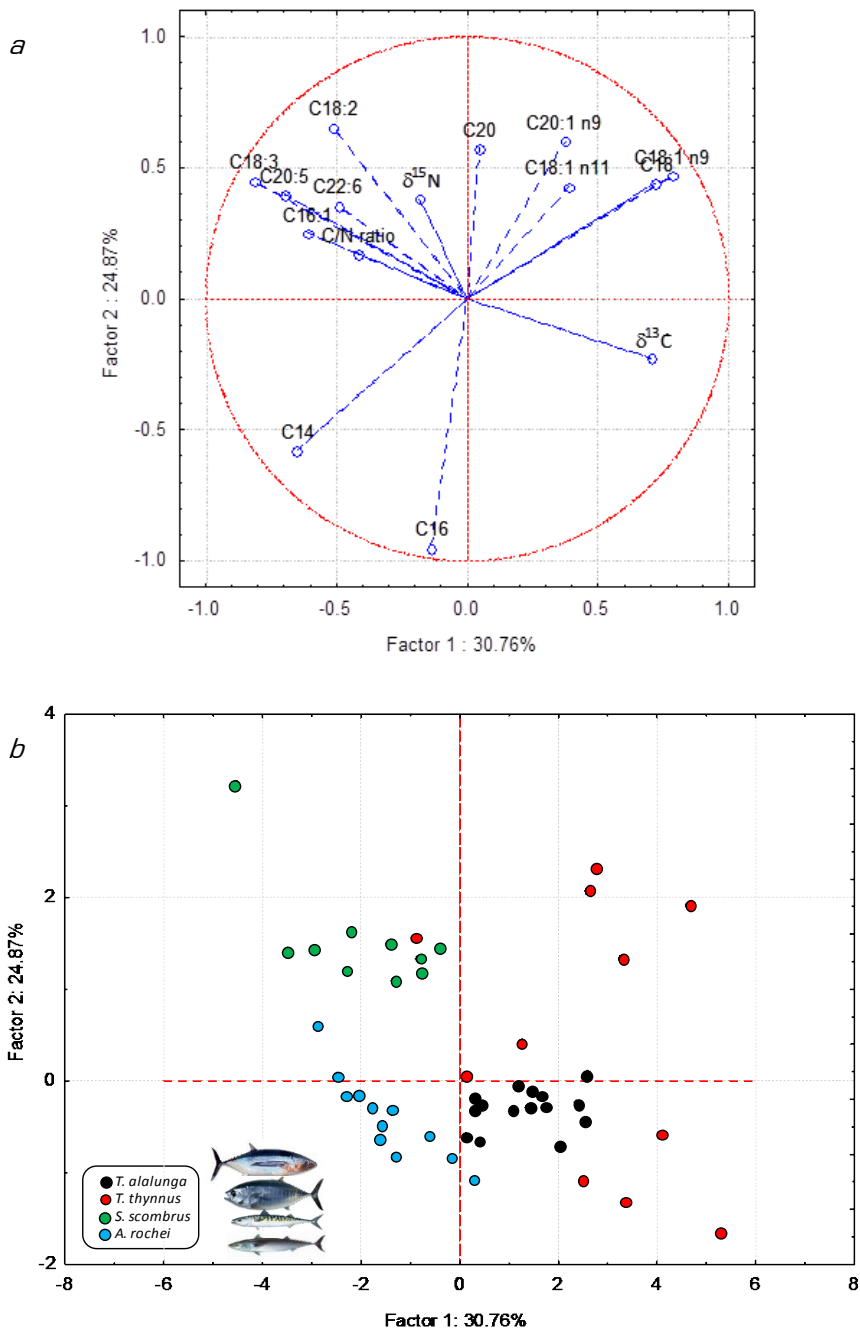 a
1.0
C18:2
C20
C20:1 n9
C18:3
C20:5
C22:6
δ15N
C18:1 n11
C18:1 n9
C18
0.5
C16:1
C/N ratio
0.0
δ13C
-0.5
C14
C16
-1.0
Factor 2 : 24.87%
-1.0 -0.5 0.0 0.5 1.0
Factor 1 : 30.76%
b
4
2
0
-2
Factor 2: 24.87%
T. alalunga
T. thynnus
S. scombrus
A. rochei
-8 -6 -4 -2 0 2 4 6 8
Factor 1: 30.76%